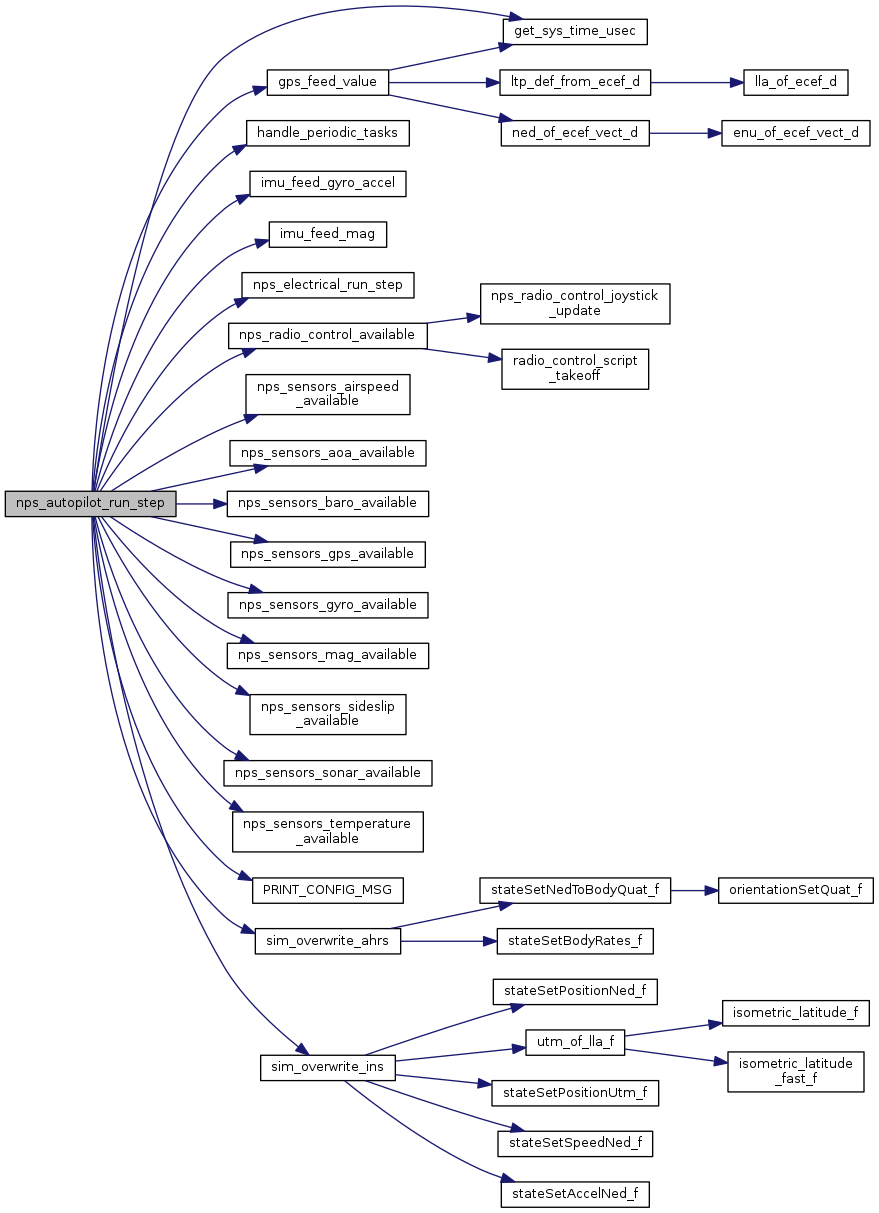 get_sys_time_usec
gps_feed_value
ltp_def_from_ecef_d
lla_of_ecef_d
handle_periodic_tasks
ned_of_ecef_vect_d
enu_of_ecef_vect_d
imu_feed_gyro_accel
imu_feed_mag
nps_electrical_run_step
nps_radio_control_joystick
_update
nps_radio_control_available
radio_control_script
_takeoff
nps_sensors_airspeed
_available
nps_sensors_aoa_available
nps_autopilot_run_step
nps_sensors_baro_available
nps_sensors_gps_available
nps_sensors_gyro_available
nps_sensors_mag_available
nps_sensors_sideslip
_available
nps_sensors_sonar_available
nps_sensors_temperature
_available
PRINT_CONFIG_MSG
stateSetNedToBodyQuat_f
orientationSetQuat_f
sim_overwrite_ahrs
stateSetBodyRates_f
stateSetPositionNed_f
isometric_latitude_f
utm_of_lla_f
sim_overwrite_ins
isometric_latitude
_fast_f
stateSetPositionUtm_f
stateSetSpeedNed_f
stateSetAccelNed_f